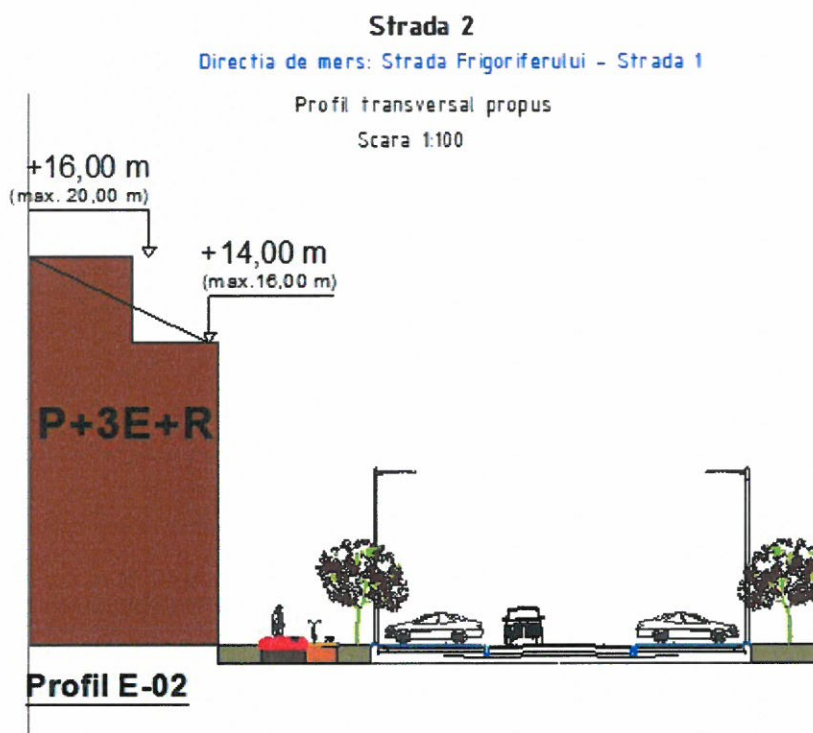 Strada 2
Directia de mers: Strada Frigoriferului - Strada 1
Profil transversal propus
Scara 1:100
+16,00 m
(max. 20,00 m)
+14,00 m
(max.16,00 m)
P+3E+R
Profil E-02